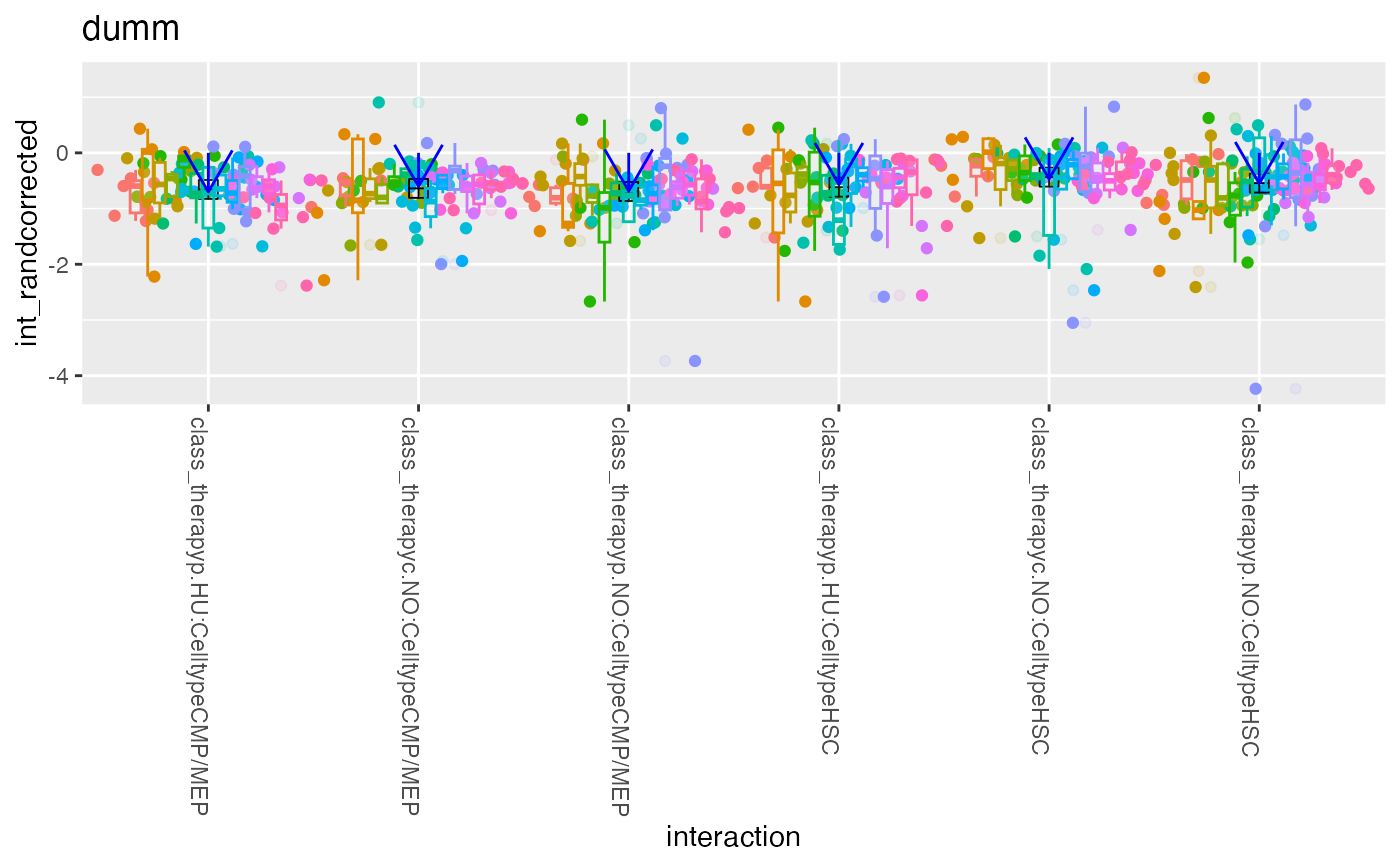 dumm
int_randcorrected
0
-2
-4
class_therapyp.HU:CelltypeCMP/MEP
class_therapyc.NO:CelltypeCMP/MEP
class_therapyp.NO:CelltypeCMP/MEP
class_therapyp.HU:CelltypeHSC
class_therapyc.NO:CelltypeHSC
class_therapyp.NO:CelltypeHSC
interaction